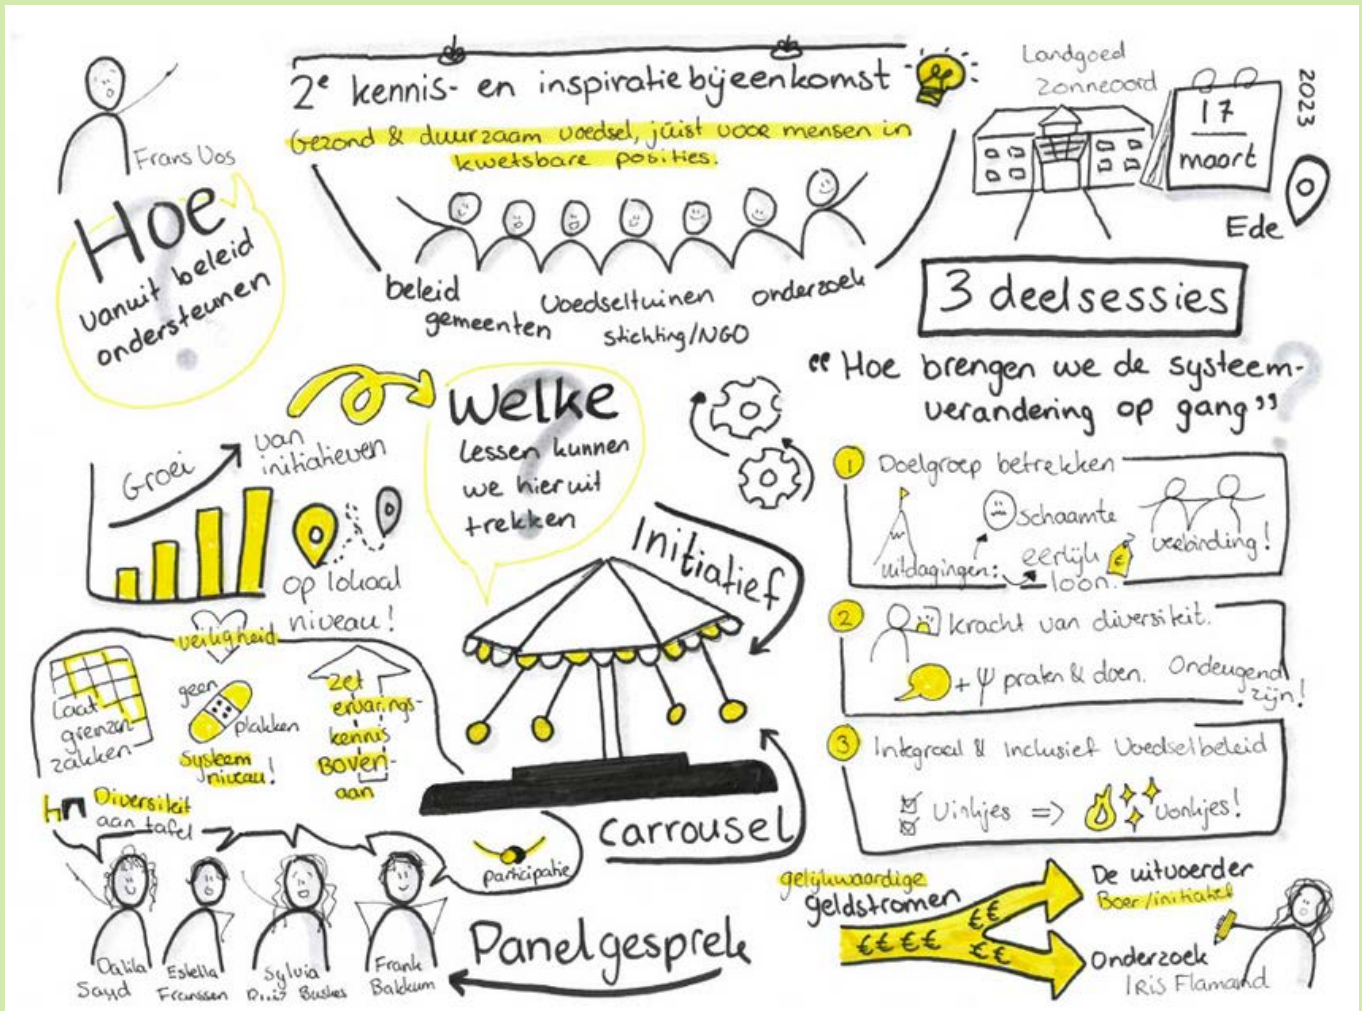 2e kennis- en inspiratiebijeenkomst
Gezond & duurzaam voedsel, juist voor mensen in
kwetsbare posities.
Frans Vos
Hoe
vanuit beleid
ondersteunen
?
beleid
gemeenten
Voedseltuinen
stichting/NGO
onderzoek
Landgoed
Zonneoord
17
maart
2023
Ede
3 deelsessies
"Hoe brengen we de systeem-
verandering op gang"?
1 Doelgroep betrekken
uitdagingen:
schaamte
eerlijk
loon.
€
verbinding!
2 kracht van diversiteit.
+ praten & doen. Ondeugend
zijn!
3 Integraal & inclusief Voedselbeleid
Vinkjes => Vonkjes!
Groei
van
initiatieven
op lokaal
niveau!
Welke
lessen kunnen
we hieruit
trekken
?
Initiatief
carrousel
veiligheid
Laat
grenzen
zakken
geen
plakken
systeem
niveau!
zet
ervarings-
kennis
BOVEN-
aan
Diversiteit
aan tafel
participatie
Panelgesprek
Dalila
Sayd
Estella
Franssen
Sylvia
Buskes
Frank
Bakkum
gelijkwaardige
geldstromen
€€€€
€€
€€
De uitvoerder
Boer/initiatief
Onderzoek
IRIS Flamand